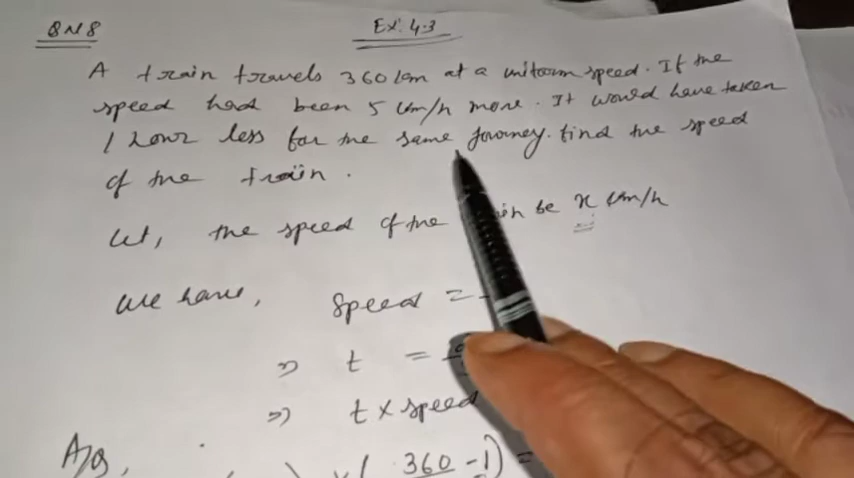 QN8
Ex: 4.3
A train travels 360 km at a uniform speed. If the
speed had been 5 km/h more. It would have taken
1 hour less for the same journey. find the speed
of the train.
Let, the speed of the be x km/h
We have, speed =
=> t =
=> t x speed
A/q,
( 360 -1) =